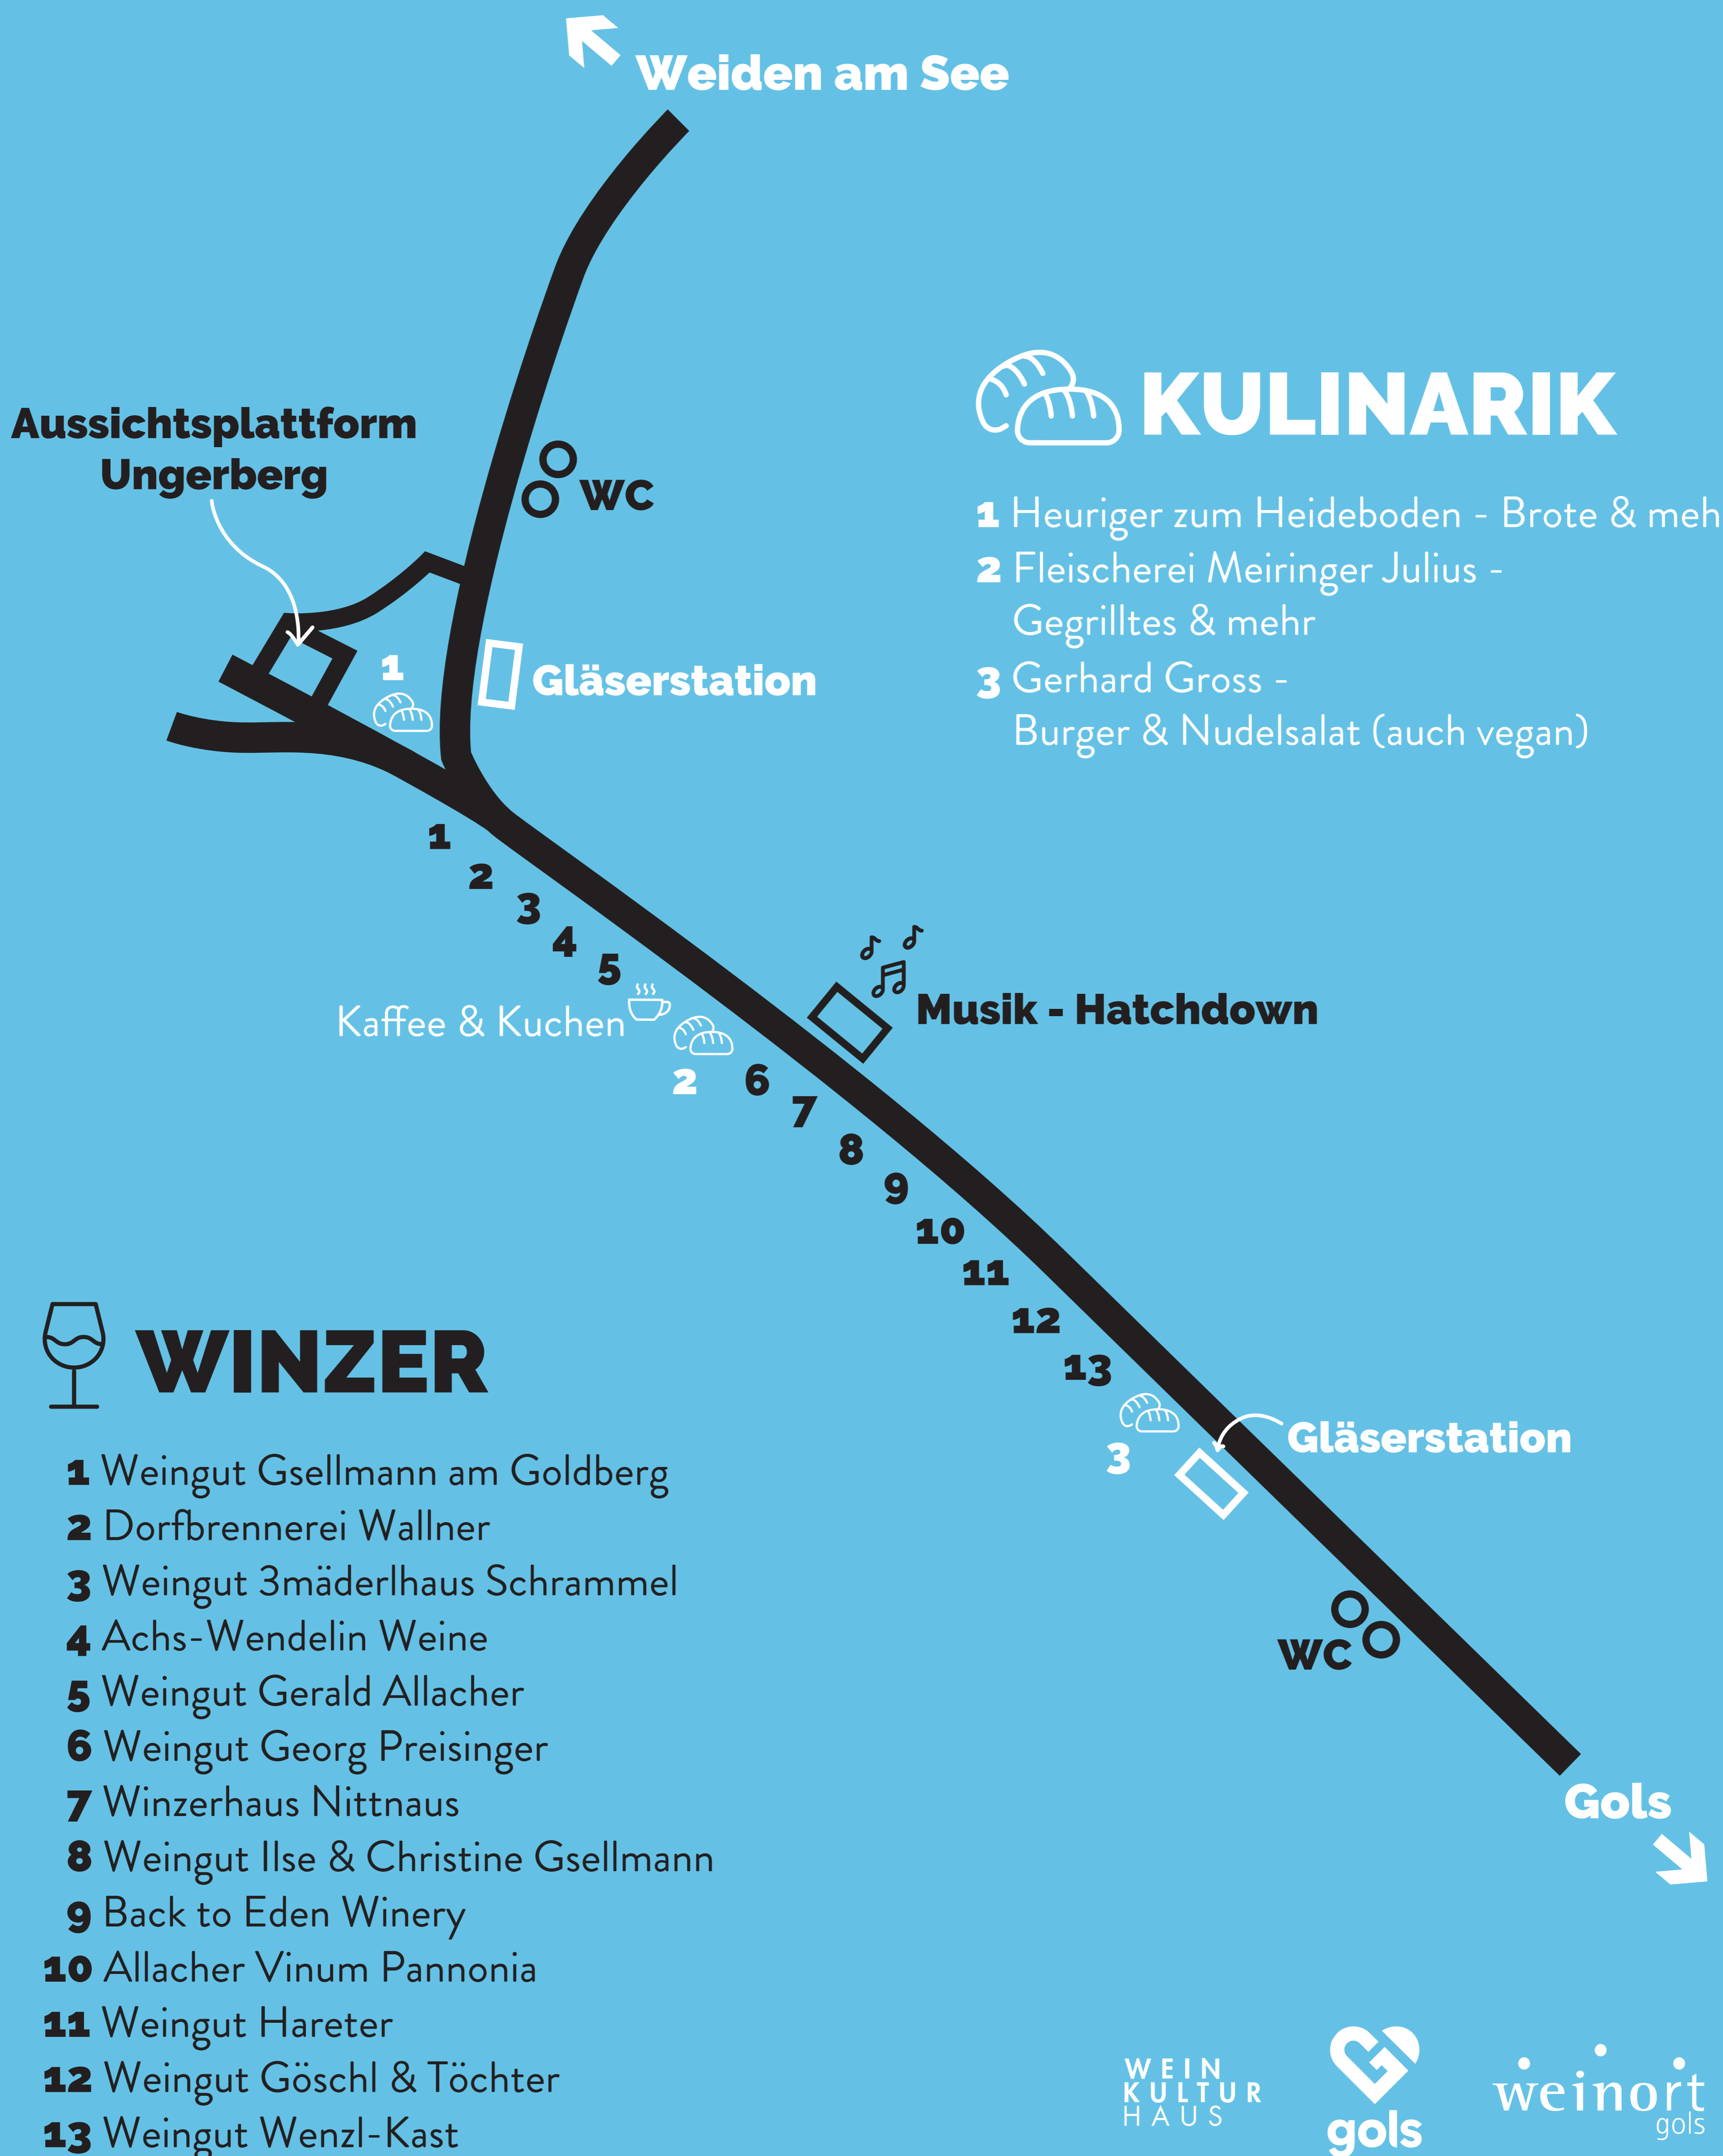 Weiden am See
Aussichtsplattform
Ungerberg
WC
KULINARIK
1 Heuriger zum Heideboden - Brote & meh
2 Fleischerei Meiringer Julius -
Gegrilltes & mehr
3 Gerhard Gross -
Burger & Nudelsalat (auch vegan)
1
Gläserstation
1
2
3
4
5
Kaffee & Kuchen
2
Musik - Hatchdown
6
7
8
9
10
11
12
13
3
Gläserstation
WC
Gols
WINZER
1 Weingut Gsellmann am Goldberg
2 Dorfbrennerei Wallner
3 Weingut 3mäderlhaus Schrammel
4 Achs-Wendelin Weine
5 Weingut Gerald Allacher
6 Weingut Georg Preisinger
7 Winzerhaus Nittnaus
8 Weingut Ilse & Christine Gsellmann
9 Back to Eden Winery
10 Allacher Vinum Pannonia
11 Weingut Hareter
12 Weingut Göschl & Töchter
13 Weingut Wenzl-Kast
WEIN
KULTUR
HAUS
gols
weinort
gols